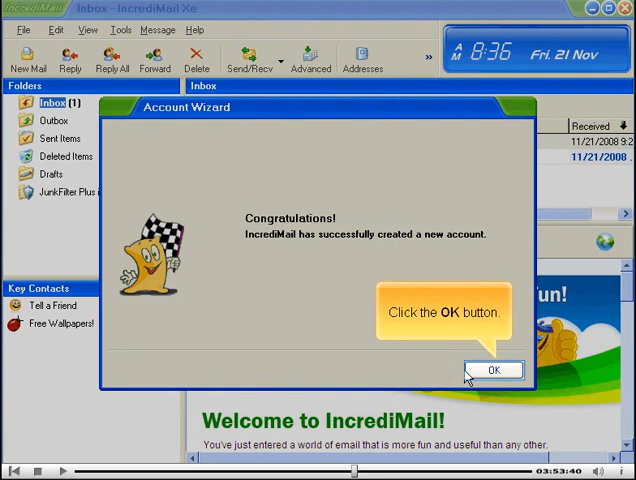 IncrediMail
Inbox - IncrediMail Xe
File Edit View Tools Message Help
New Mail Reply Reply All Forward Delete Send/Recv Advanced Addresses »
AM 8:36 Fri. 21 Nov
Folders
Inbox
Inbox (1)
Outbox
Sent Items
Deleted Items
Drafts
JunkFilter Plus
Received
11/21/2008 9:2
11/21/2008
Account Wizard
Congratulations!
IncrediMail has successfully created a new account.
Click the OK button.
OK
Key Contacts
Tell a Friend
Free Wallpapers!
un!
Welcome to IncrediMail!
You've just entered a world of email that is more fun and useful than any other.
03:53:40